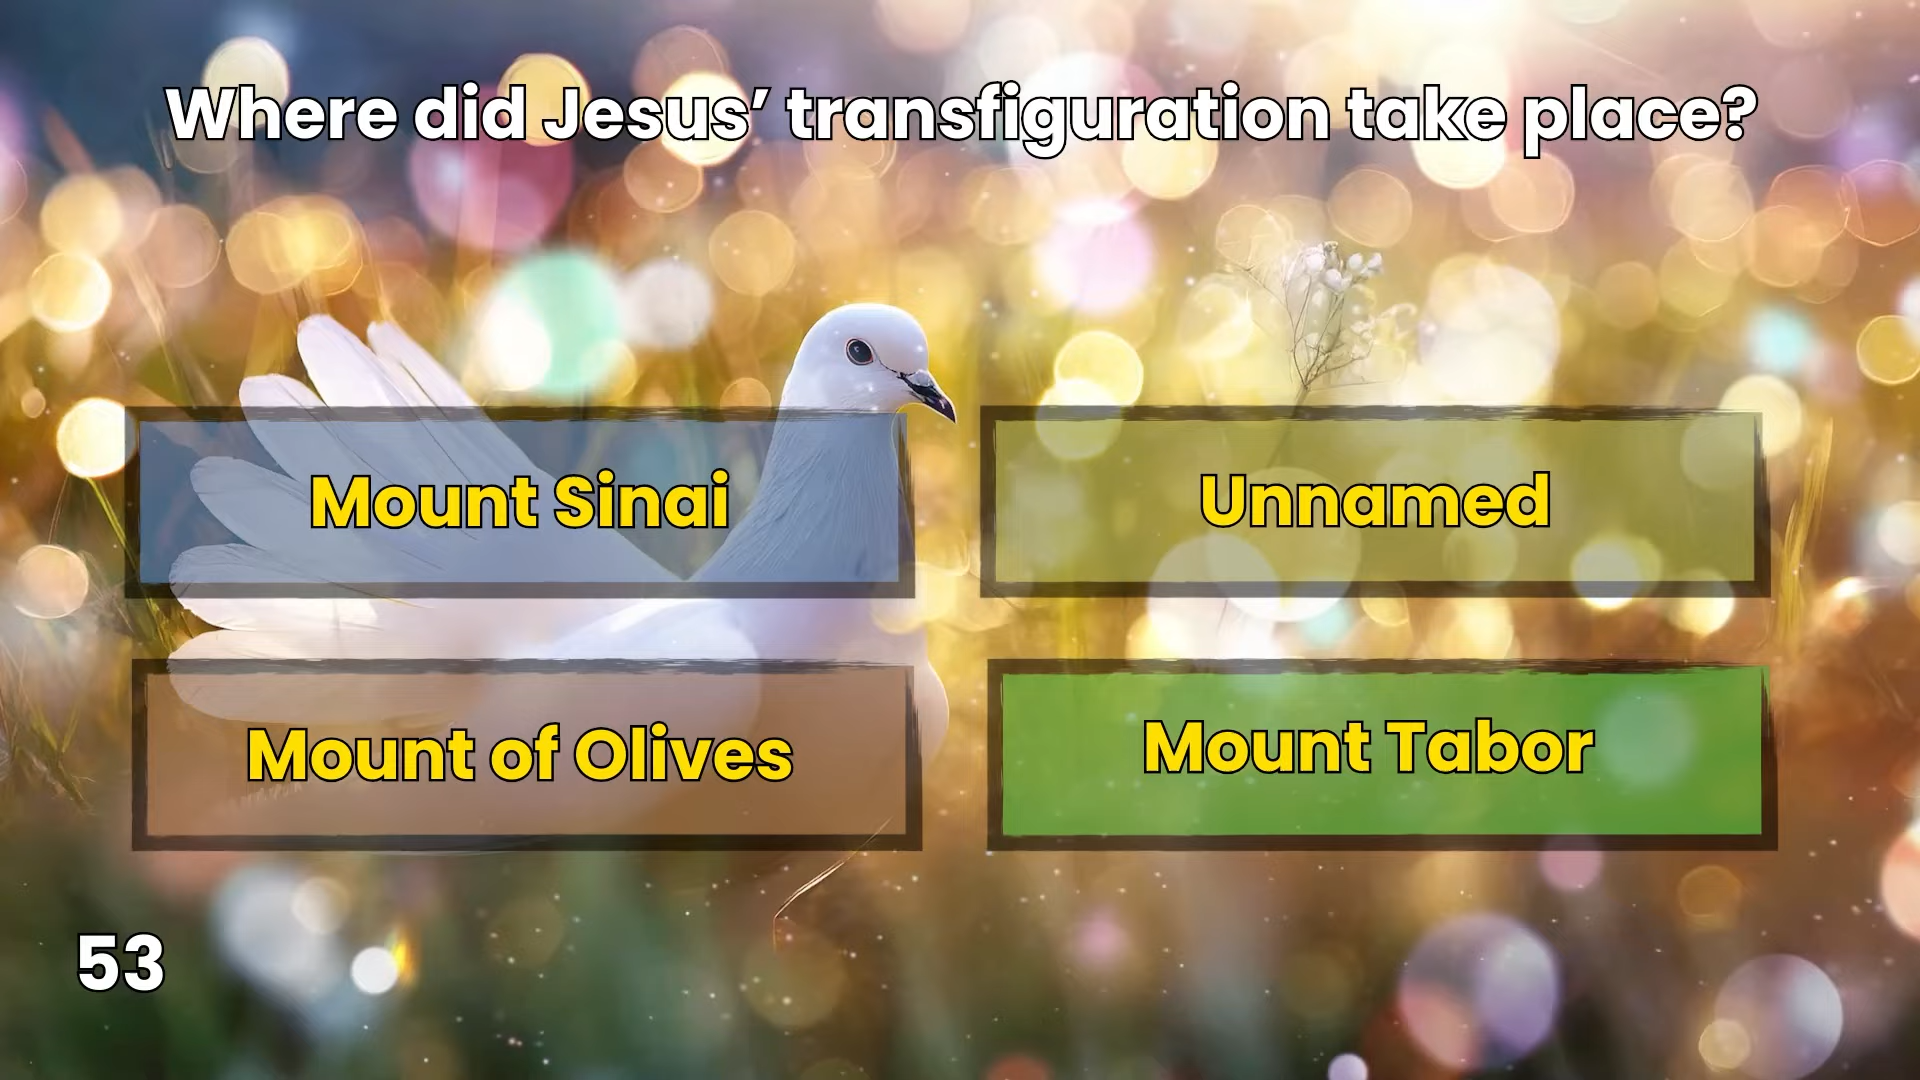 Where did Jesus’ transfiguration take place?
Mount Sinai
Unnamed
Mount of Olives
Mount Tabor
53